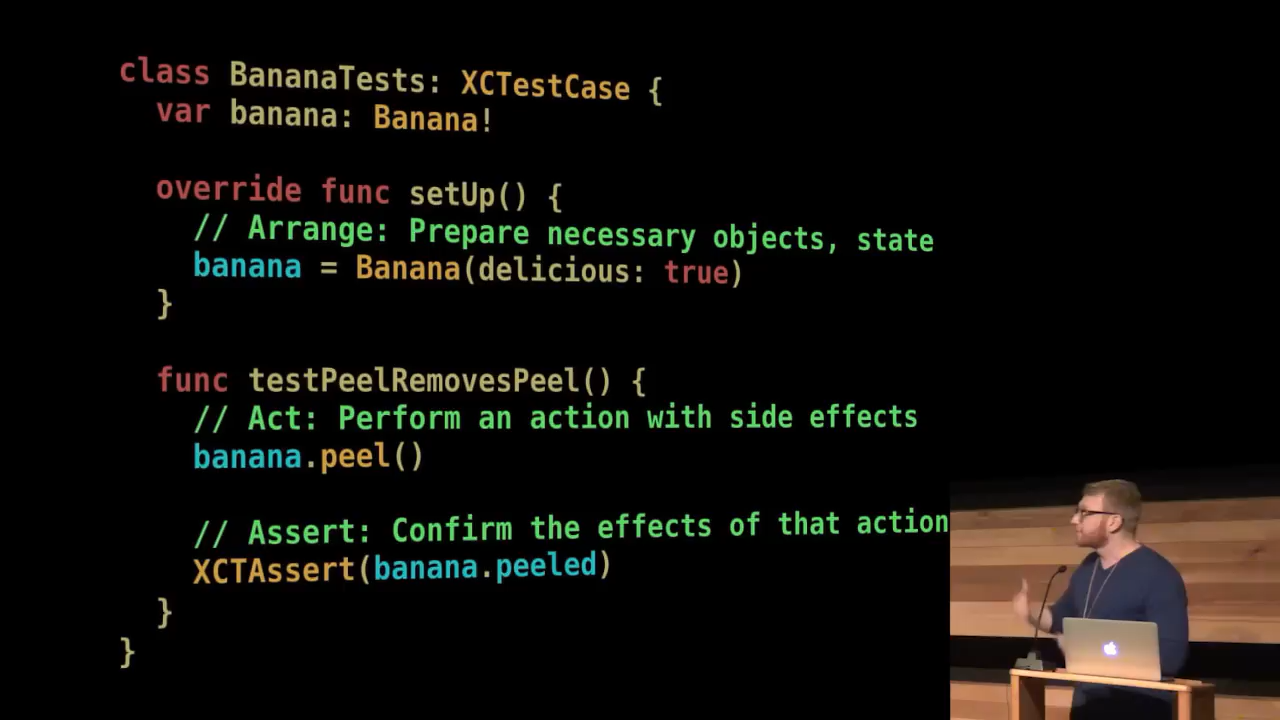 class BananaTests: XCTestCase {
var banana: Banana!
override func setUp() {
// Arrange: Prepare necessary objects, state
banana = Banana(delicious: true)
}
func testPeelRemovesPeel() {
// Act: Perform an action with side effects
banana.peel()
// Assert: Confirm the effects of that action
XCTAssert(banana.peeled)
}
}